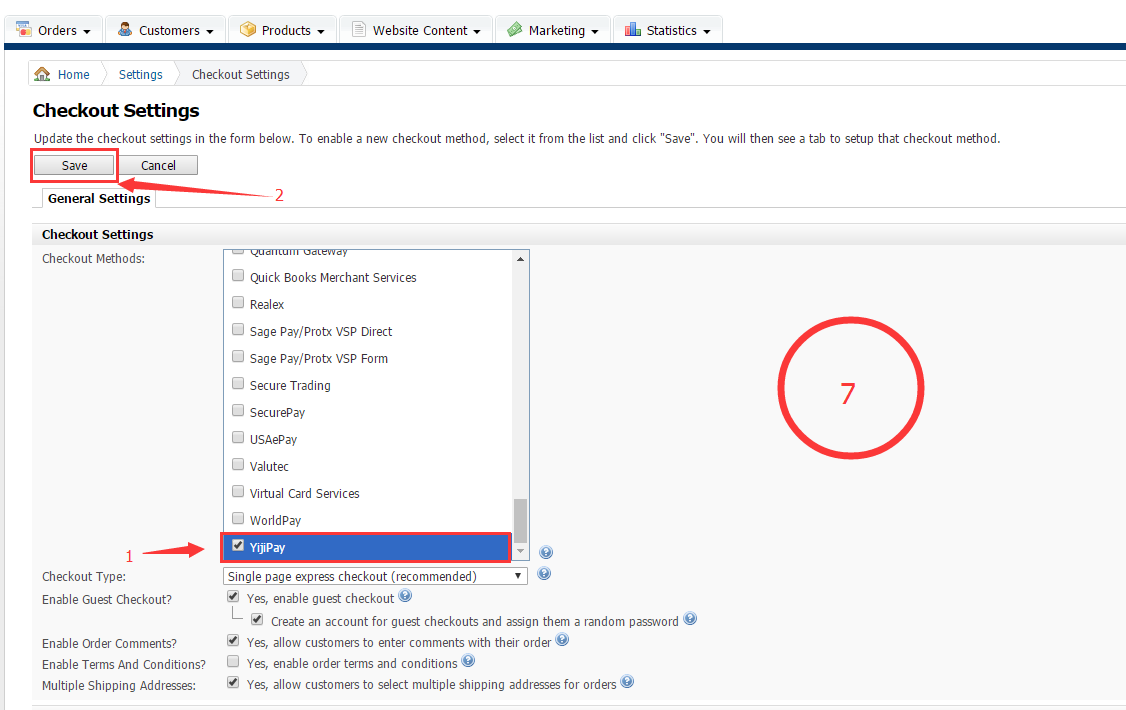 Orders Customers Products Website Content Marketing Statistics
Home Settings Checkout Settings
Checkout Settings
Update the checkout settings in the form below. To enable a new checkout method, select it from the list and click "Save". You will then see a tab to setup that checkout method.
Save Cancel
2
General Settings
Checkout Settings
Checkout Methods:
Quantum Gateway
Quick Books Merchant Services
Realex
Sage Pay/Protx VSP Direct
Sage Pay/Protx VSP Form
Secure Trading
SecurePay
USAePay
Valutec
Virtual Card Services
WorldPay
YijiPay
7
1
Checkout Type: Single page express checkout (recommended)
Enable Guest Checkout? Yes, enable guest checkout
Create an account for guest checkouts and assign them a random password
Enable Order Comments? Yes, allow customers to enter comments with their order
Enable Terms And Conditions? Yes, enable order terms and conditions
Multiple Shipping Addresses: Yes, allow customers to select multiple shipping addresses for orders